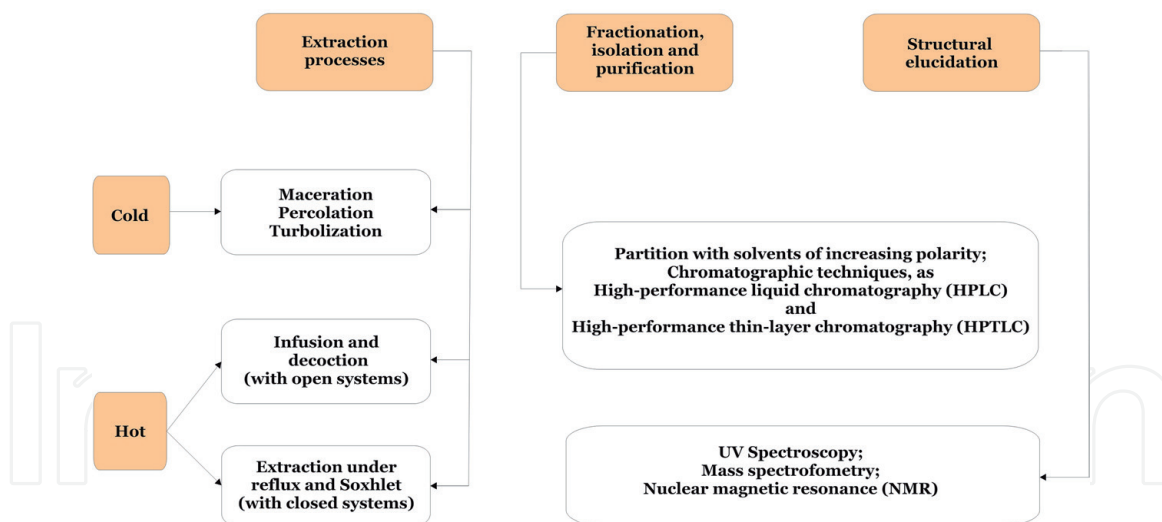 Extraction
processes
Fractionation,
isolation and
purification
Structural
elucidation
Cold
Maceration
Percolation
Turbolization
Partition with solvents of increasing polarity;
Chromatographic techniques, as
High-performance liquid chromatography (HPLC)
and
High-performance thin-layer chromatography (HPTLC)
Infusion and
decoction
(with open systems)
Hot
Extraction under
reflux and Soxhlet
(with closed systems)
UV Spectroscopy;
Mass spectrofometry;
Nuclear magnetic resonance (NMR)